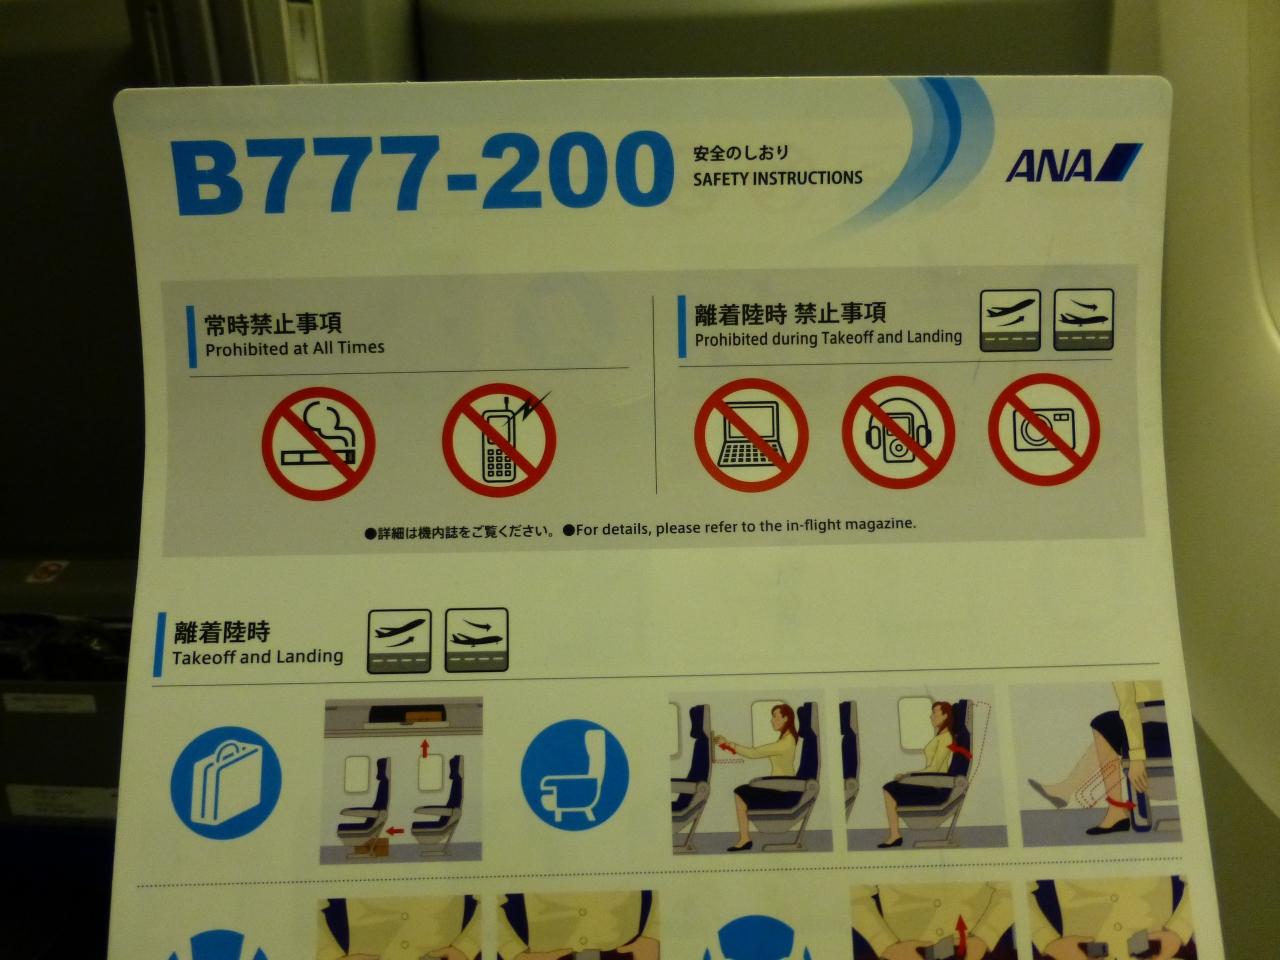 B777-200
安全のしおり
SAFETY INSTRUCTIONS
ANA
常時禁止事項
Prohibited at All Times
離着陸時 禁止事項
Prohibited during Takeoff and Landing
●詳細は機内誌をご覧ください。 ●For details, please refer to the in-flight magazine.
離着陸時
Takeoff and Landing